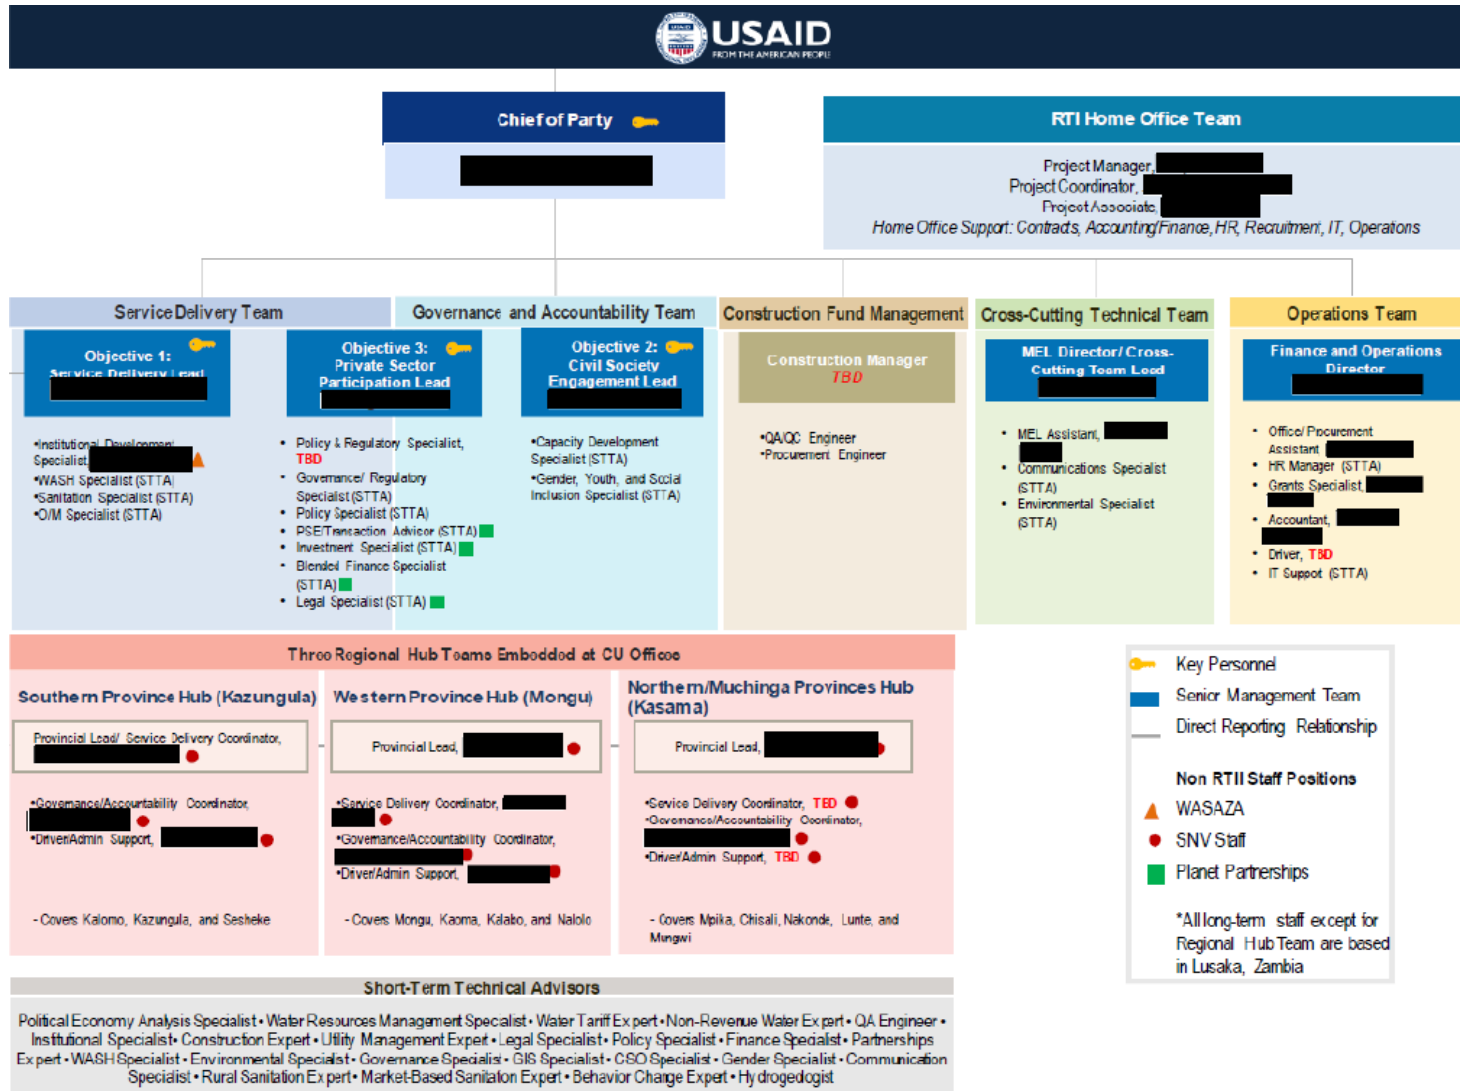 USAID
FROM THE AMERICAN PEOPLE
Chief of Party
RTI Home Office Team
Project Manager,
Project Coordinator,
Project Associate,
Home Office Support: Contracts, Accounting/Finance, HR, Recruitment, IT, Operations
Service Delivery Team
Governance and Accountability Team
Construction Fund Management
Cross-Cutting Technical Team
Operations Team
Objective 1:
Service Delivery Lead
•Institutional Development
Specialist,
•WASH Specialist (STTA)
•Sanitation Specialist (STTA)
•O/M Specialist (STTA)
Objective 3:
Private Sector
Participation Lead
• Policy & Regulatory Specialist,
TBD
• Governance/ Regulatory
Specialist (STTA)
• Policy Specialist (STTA)
• PSE/Transaction Advisor (STTA)
• Investment Specialist (STTA)
• Blended Finance Specialist
(STTA)
• Legal Specialist (STTA)
Objective 2:
Civil Society
Engagement Lead
•Capacity Development
Specialist (STTA)
•Gender, Youth, and Social
Inclusion Specialist (STTA)
Construction Manager
TBD
•QA/QC Engineer
•Procurement Engineer
MEL Director/ Cross-
Cutting Team Lead
• MEL Assistant,
• Communications Specialist
(STTA)
• Environmental Specialist
(STTA)
Finance and Operations
Director
• Office/ Procurement
Assistant
• HR Manager (STTA)
• Grants Specialist,
• Accountant,
• Driver, TBD
• IT Suppot (STTA)
Three Regional Hub Teams Embedded at CU Offices
Southern Province Hub (Kazungula)
Provincial Lead/ Service Delivery Coordinator,
•Governance/Accountability Coordinator,
•Driver/Admin Support,
- Covers Kalomo, Kazungula, and Sesheke
Western Province Hub (Mongu)
Provincial Lead,
•Service Delivery Coordinator,
•Governance/Accountability Coordinator,
•Driver/Admin Support,
- Covers Mongu, Kaoma, Kalabo, and Nalolo
Northern/Muchinga Provinces Hub
(Kasama)
Provincial Lead,
•Service Delivery Coordinator, TBD
•Governance/Accountability Coordinator,
•Driver/Admin Support, TBD
- Covers Mpika, Chisali, Nakonde, Lunte, and
Mungwi
Key Personnel
Senior Management Team
Direct Reporting Relationship
Non RTII Staff Positions
WASAZA
SNV Staff
Planet Partnerships
*All long-term staff except for
Regional Hub Team are based
in Lusaka, Zambia
Short-Term Technical Advisors
Political Economy Analysis Specialist • Water Resources Management Specialist • Water Tariff Expert • Non-Revenue Water Expert • QA Engineer •
Institutional Specialist • Construction Expert • Utility Management Expert • Legal Specialist • Policy Specialist • Finance Specialist • Partnerships
Expert • WASH Specialist • Environmental Specialist • Governance Specialist • GIS Specialist • CSO Specialist • Gender Specialist • Communication
Specialist • Rural Sanitation Expert • Market-Based Sanitation Expert • Behavior Change Expert • Hydrogeologist